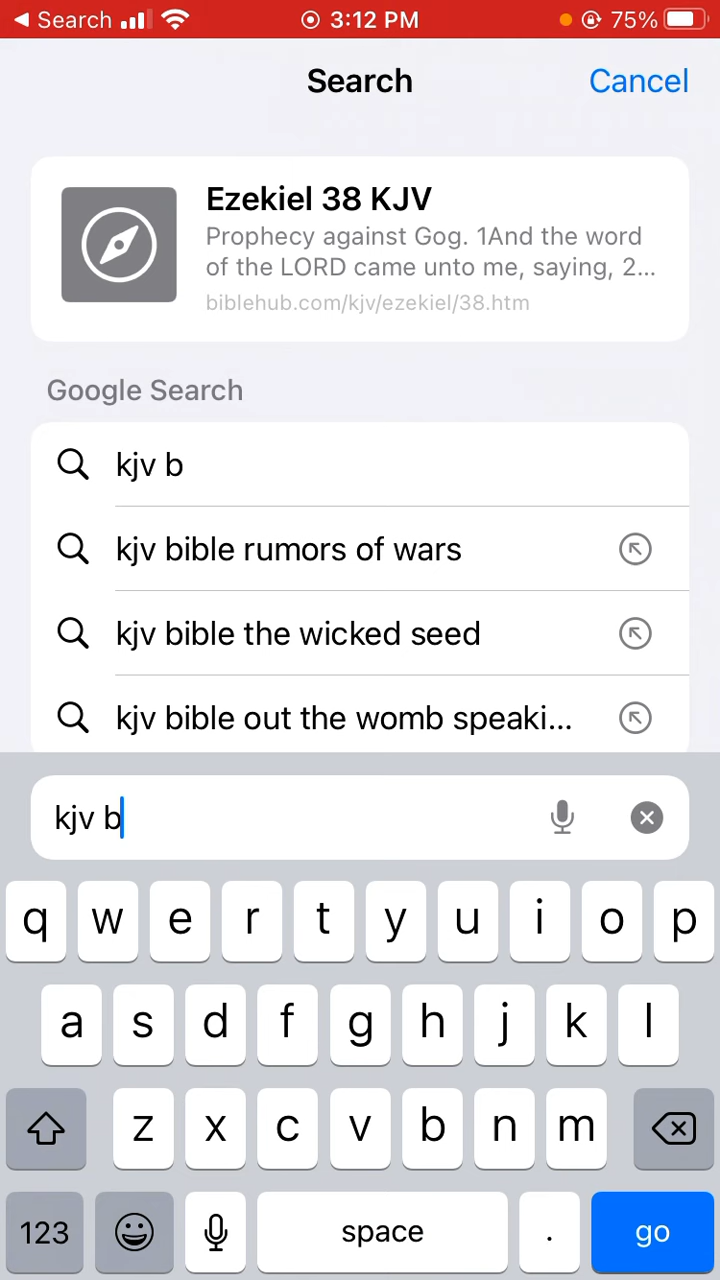 Search 3:12 PM 75%
Search Cancel
Ezekiel 38 KJV
Prophecy against Gog. 1And the word
of the LORD came unto me, saying, 2...
biblehub.com/kjv/ezekiel/38.htm
Google Search
kjv b
kjv bible rumors of wars
kjv bible the wicked seed
kjv bible out the womb speaki...
kjv b
q w e r t y u i o p
a s d f g h j k l
z x c v b n m
123 space . go